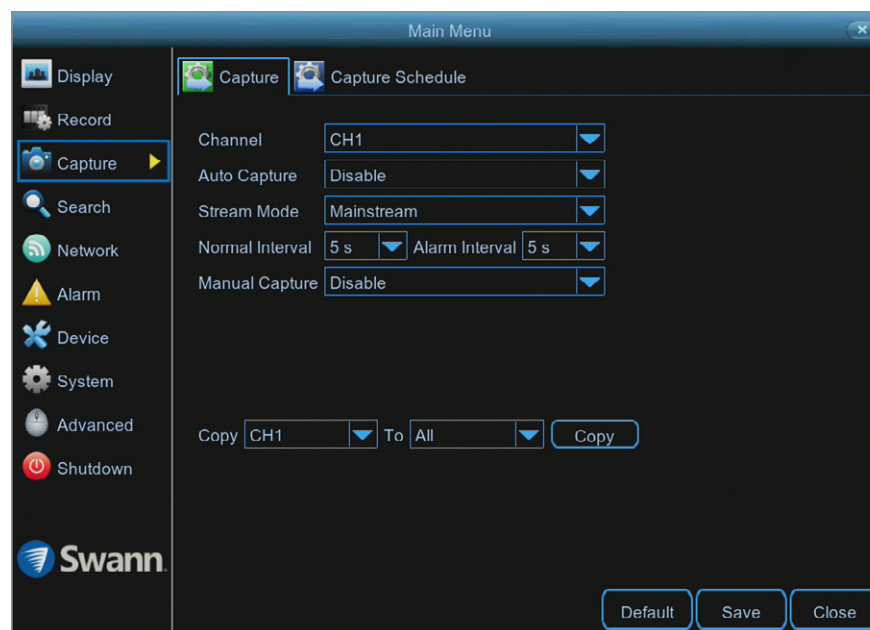 Main Menu
Display
Record
Capture
Search
Network
Alarm
Device
System
Advanced
Shutdown
Swann
Capture
Capture Schedule
Channel CH1
Auto Capture Disable
Stream Mode Mainstream
Normal Interval 5 s Alarm Interval 5 s
Manual Capture Disable
Copy CH1 To All Copy
Default Save Close